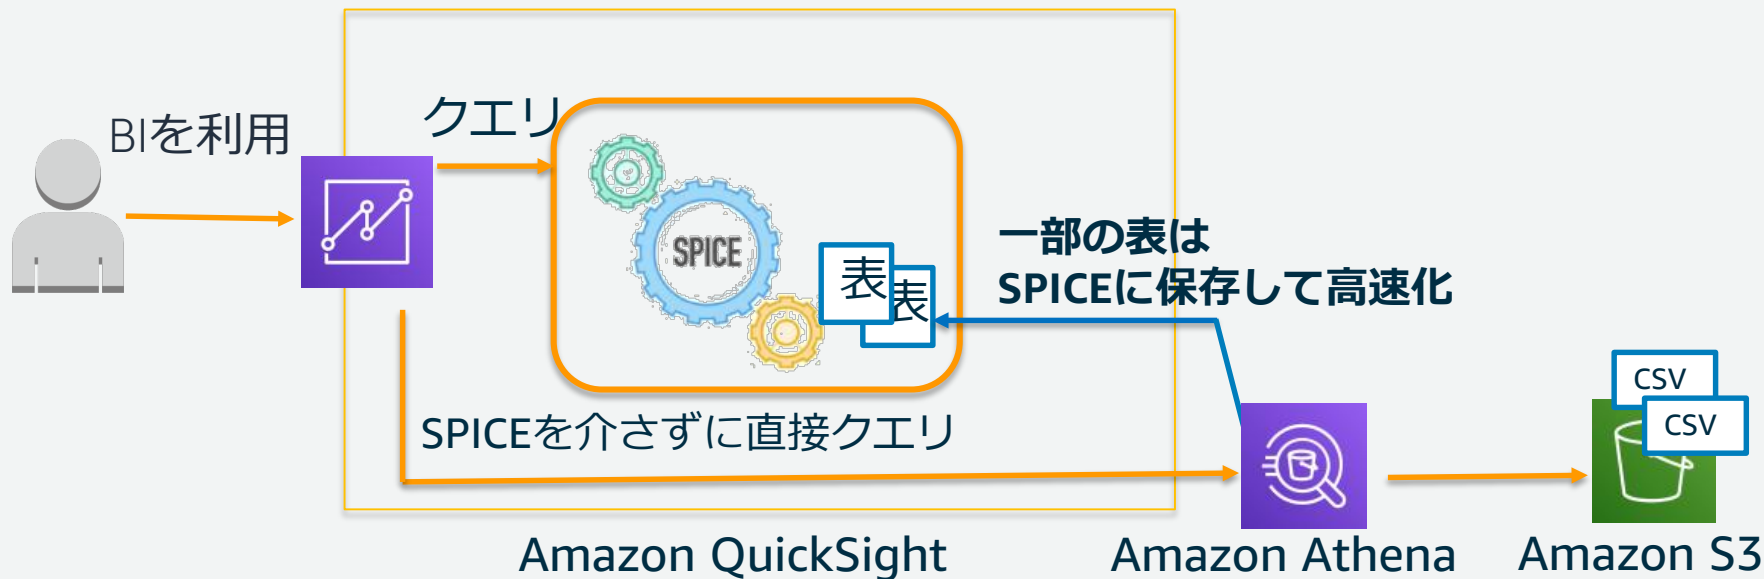 BIを利用
クエリ
SPICE
表
表
一部の表は
SPICEに保存して高速化
SPICEを介さずに直接クエリ
CSV
CSV
Amazon QuickSight
Amazon Athena
Amazon S3